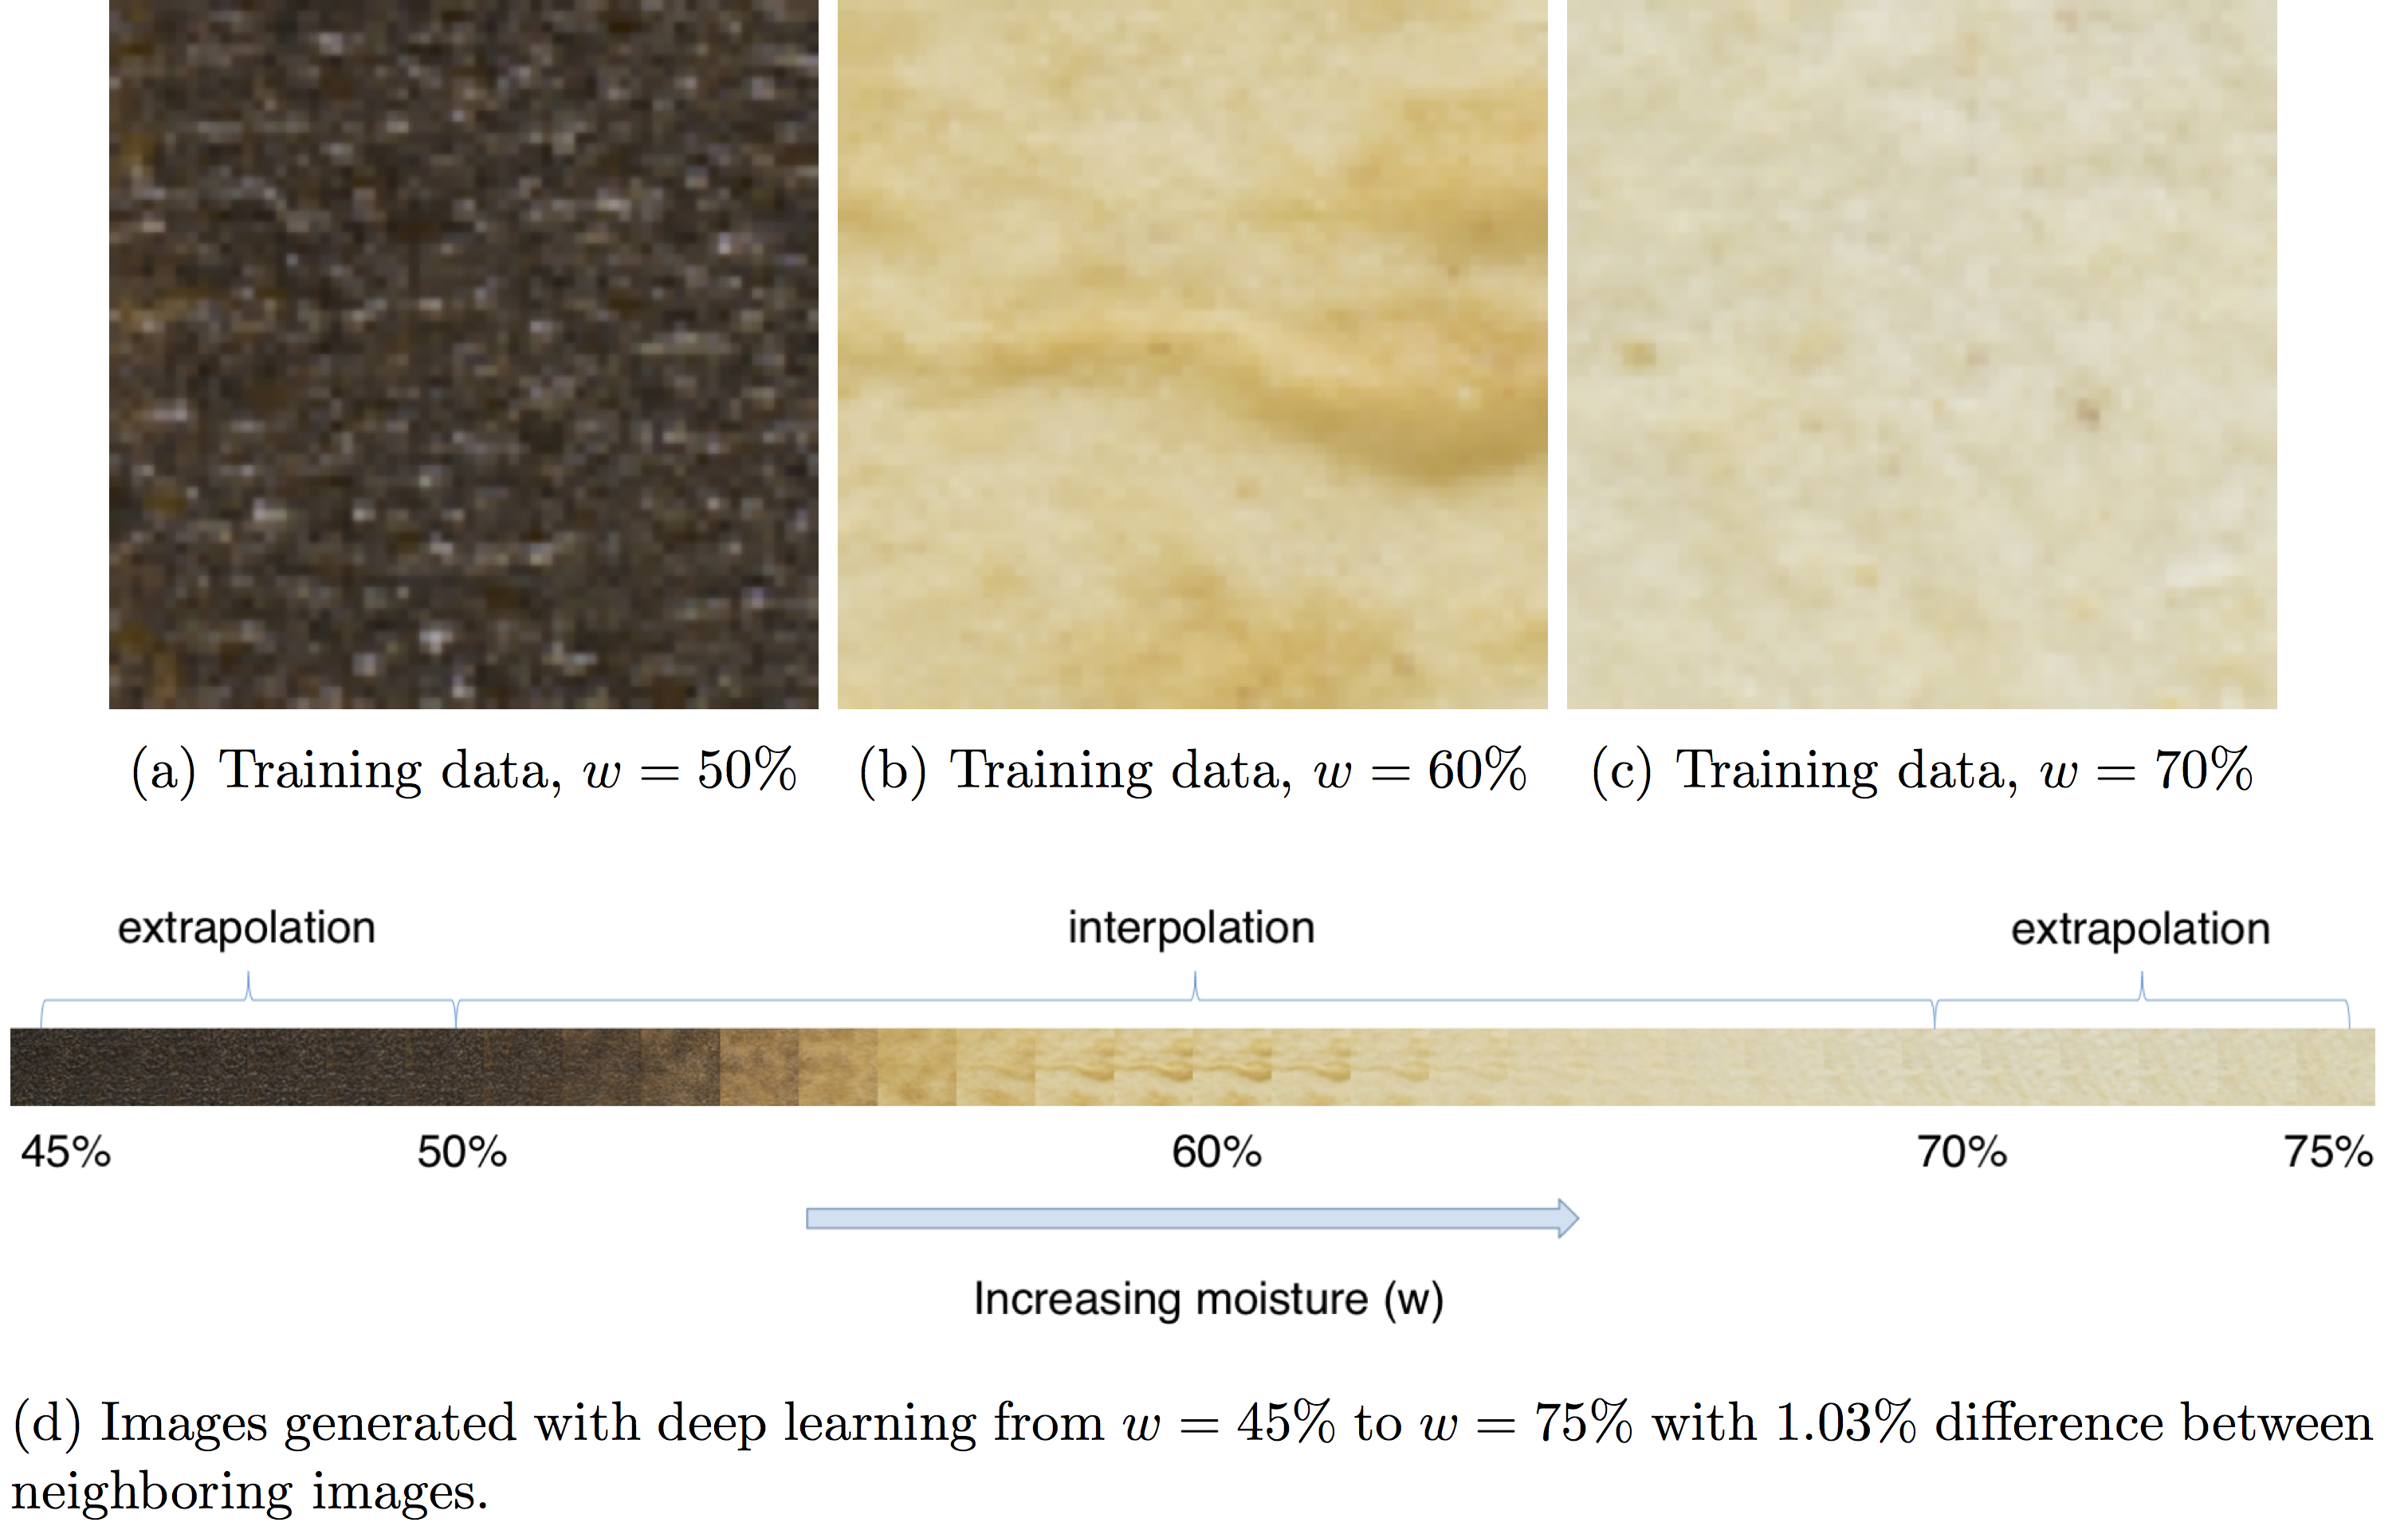 (a) Training data, w = 50%
(b) Training data, w = 60%
(c) Training data, w = 70%
extrapolation
interpolation
extrapolation
45%
50%
60%
70%
75%
Increasing moisture (w)
(d) Images generated with deep learning from w = 45% to w = 75% with 1.03% difference between
neighboring images.